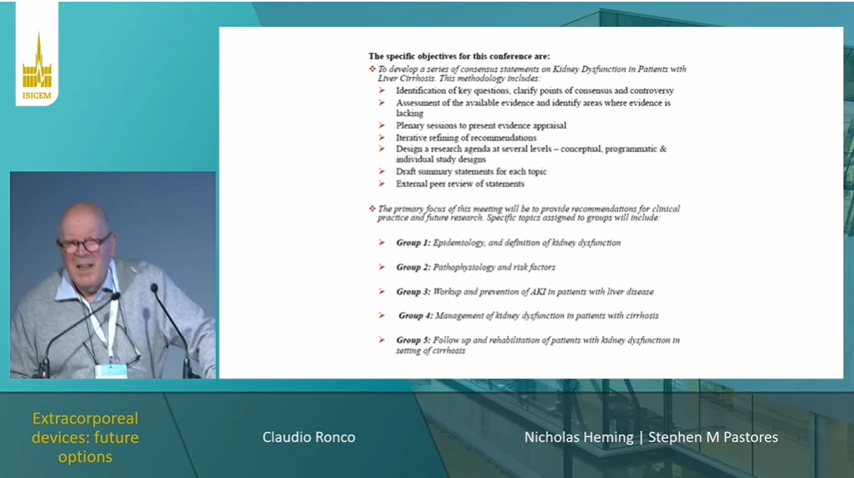 ISICEM
The specific objectives for this conference are:
To develop a series of consensus statements on Kidney Dysfunction in Patients with
Liver Cirrhosis. This methodology includes:
Identification of key questions, clarify points of consensus and controversy
Assessment of the available evidence and identify areas where evidence is
lacking
Plenary sessions to present evidence appraisal
Iterative refining of recommendations
Design a research agenda at several levels – conceptual, programmatic &
individual study designs
Draft summary statements for each topic
External peer review of statements
The primary focus of this meeting will be to provide recommendations for clinical
practice and future research. Specific topics assigned to groups will include:
Group 1: Epidemiology, and definition of kidney dysfunction
Group 2: Pathophysiology and risk factors
Group 3: Workup and prevention of AKI in patients with liver disease
Group 4: Management of kidney dysfunction in patients with cirrhosis
Group 5: Follow up and rehabilitation of patients with kidney dysfunction in
setting of cirrhosis
Extracorporeal
devices: future
options
Claudio Ronco
Nicholas Heming | Stephen M Pastores